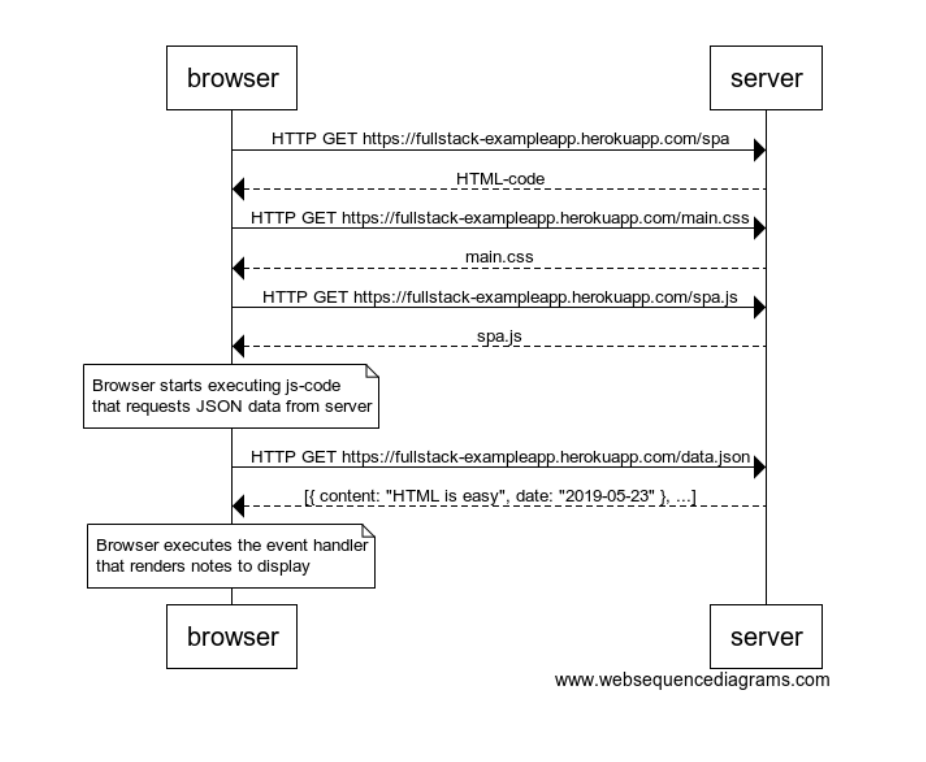 browser
server
HTTP GET https://fullstack-exampleapp.herokuapp.com/spa
HTML-code
HTTP GET https://fullstack-exampleapp.herokuapp.com/main.css
main.css
HTTP GET https://fullstack-exampleapp.herokuapp.com/spa.js
spa.js
Browser starts executing js-code
that requests JSON data from server
HTTP GET https://fullstack-exampleapp.herokuapp.com/data.json
[{ content: "HTML is easy", date: "2019-05-23" }, ...]
Browser executes the event handler
that renders notes to display
browser
server
www.websequencediagrams.com